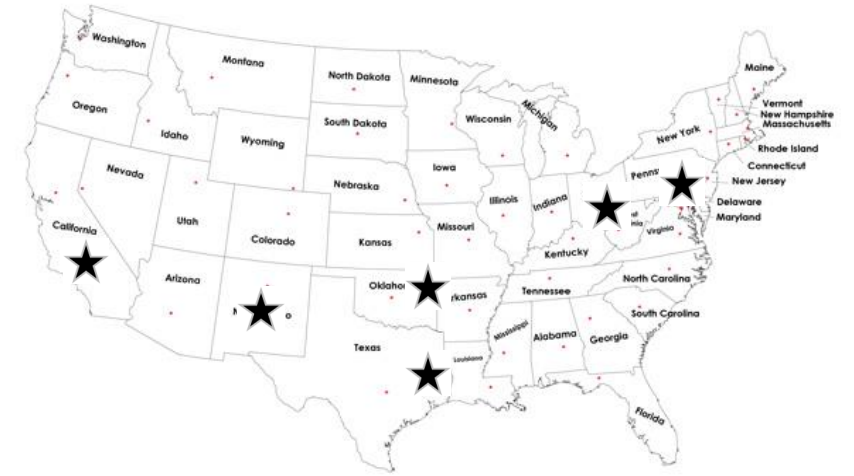 Washington
Montana
North Dakota
Minnesota
Maine
Oregon
Idaho
South Dakota
Wisconsin
Michigan
Vermont
New Hampshire
Massachusetts
New York
Rhode Island
Connecticut
Wyoming
Iowa
Nebraska
Nevada
Illinois
Indiana
Penns
New Jersey
Delaware
Maryland
Utah
Colorado
Kansas
Missouri
Virginia
California
Kentucky
Arizona
Oklaho
rkansas
Tennessee
North Carolina
South Carolina
Texas
Mississippi
Alabama
Georgia
Louisiana
Florida